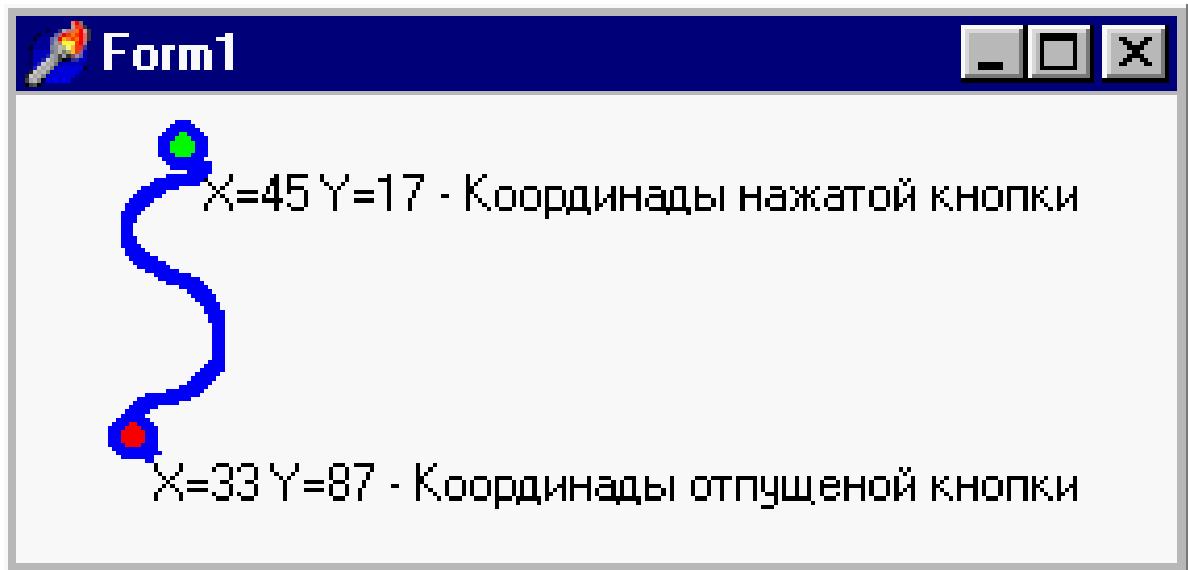 Form1
X=45 Y=17 - Координады нажатой кнопки
X=33 Y=87 - Координады отпущеной кнопки